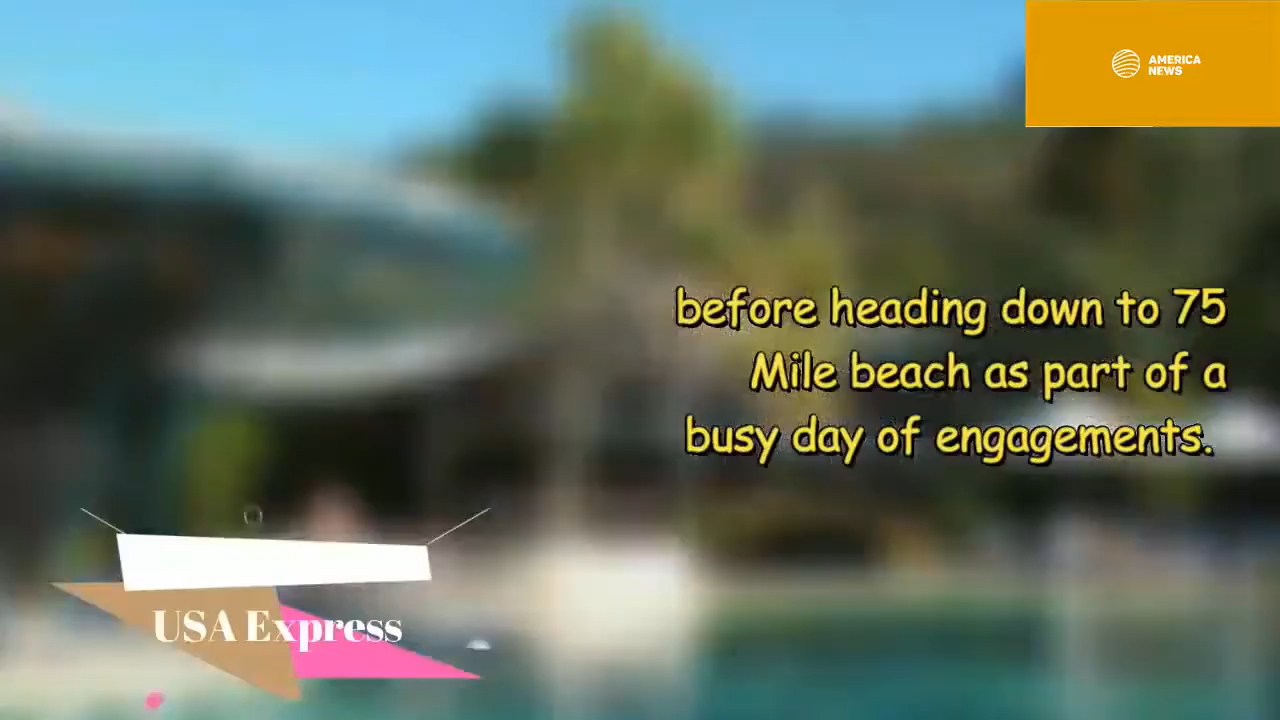 AMERICA
NEWS
before heading down to 75
Mile beach as part of a
busy day of engagements.
USA Express